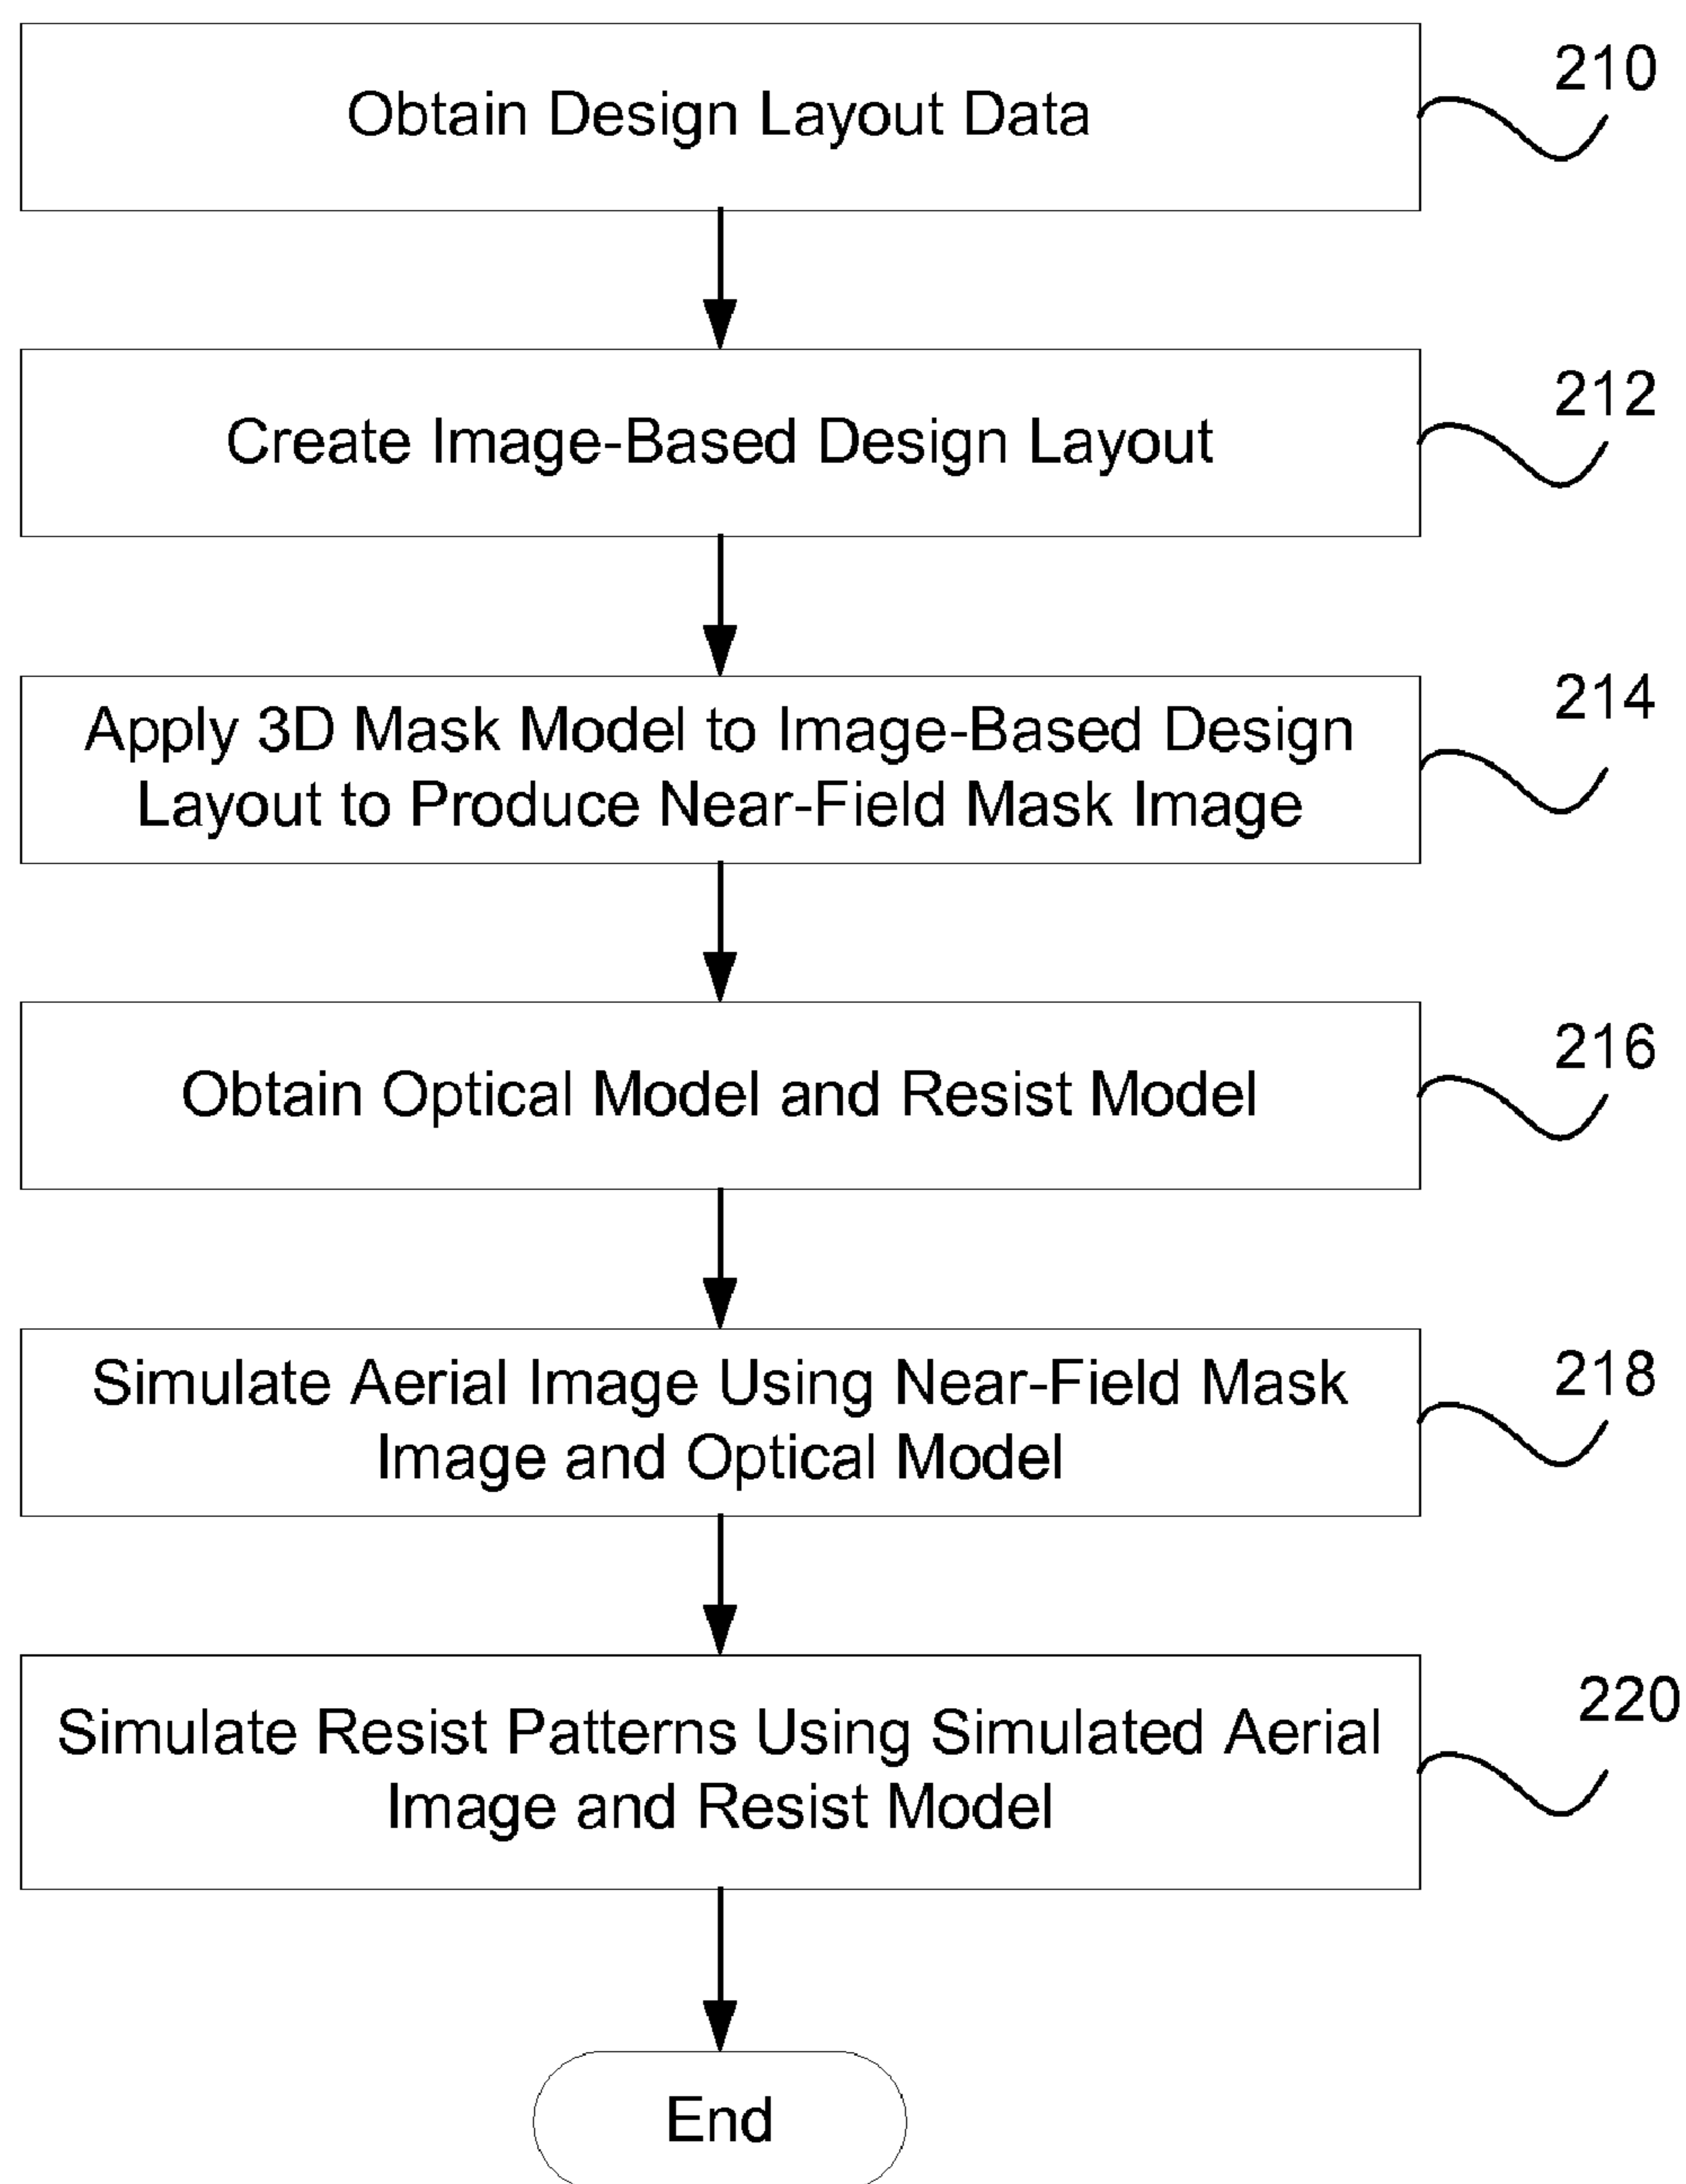 Obtain Design Layout Data
210
Create Image-Based Design Layout
212
Apply 3D Mask Model to Image-Based Design
Layout to Produce Near-Field Mask Image
214
Obtain Optical Model and Resist Model
216
Simulate Aerial Image Using Near-Field Mask
Image and Optical Model
218
Simulate Resist Patterns Using Simulated Aerial
Image and Resist Model
220
End